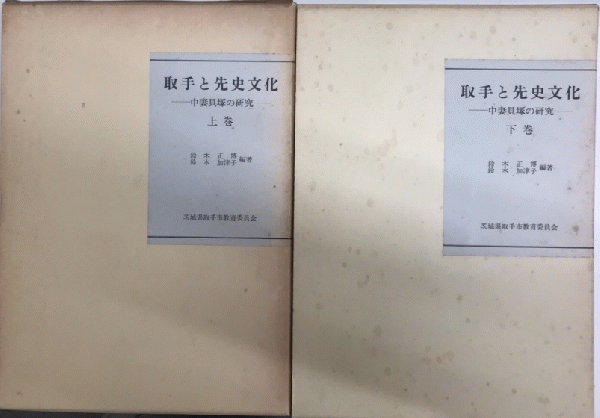 取手と先史文化
――中妻貝塚の研究
上巻
鈴木正博
鈴木加津子 編著
茨城県取手市教育委員会
取手と先史文化
――中妻貝塚の研究――
下巻
鈴木正博
鈴木加津子 編著
茨城県取手市教育委員会